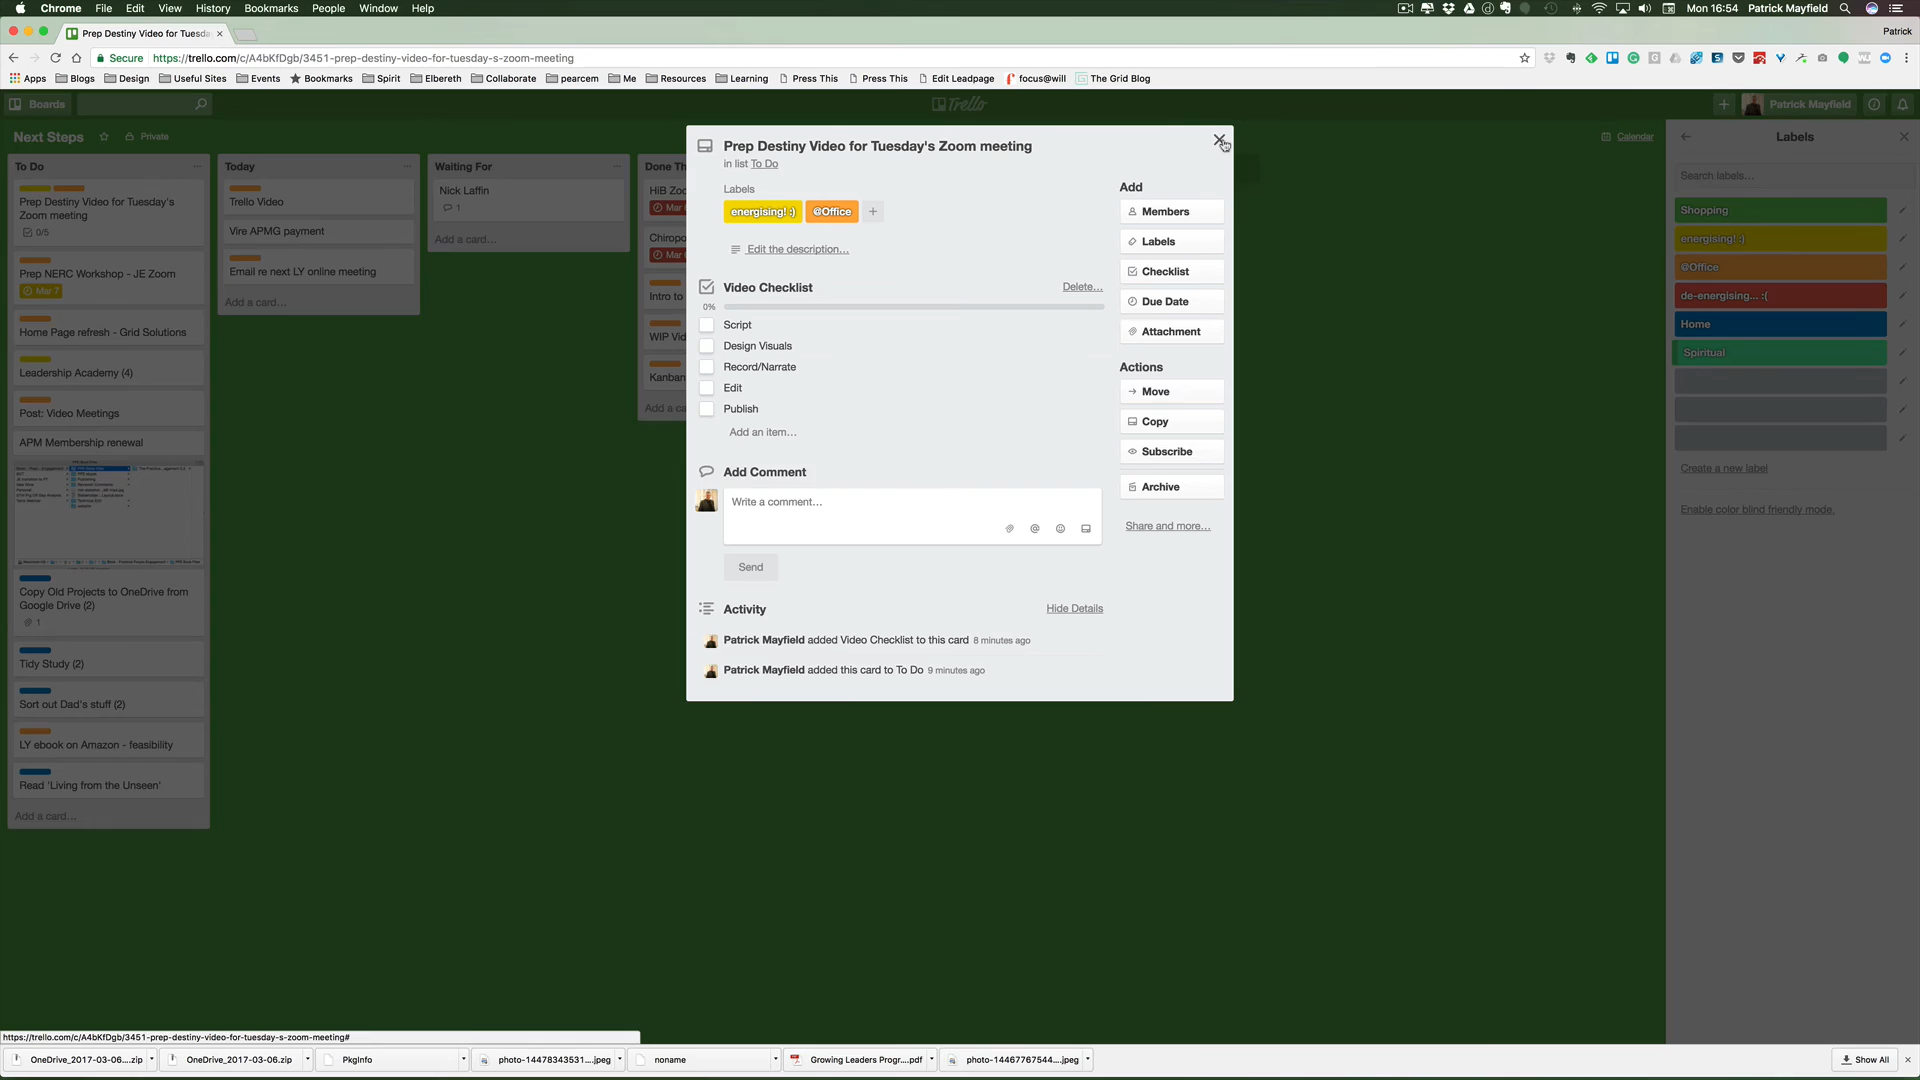 Chrome File Edit View History Bookmarks People Window Help
Mon 16:54 Patrick Mayfield
Prep Destiny Video for Tuesda
Patrick
Secure https://trello.com/c/A4bKfDgb/3451-prep-destiny-video-for-tuesday-s-zoom-meeting
Apps Blogs Design Useful Sites Events Bookmarks Spirit Elbereth Collaborate pearcem Me Resources Learning Press This Press This Edit Leadpage focus@will The Grid Blog
Boards
Trello
Patrick Mayfield
Next Steps Private
Calendar
To Do
Prep Destiny Video for Tuesday's
Zoom meeting
0/5
Prep NERC Workshop - JE Zoom
Mar 7
Home Page refresh - Grid Solutions
Leadership Academy (4)
Post: Video Meetings
APM Membership renewal
Copy Old Projects to OneDrive from
Google Drive (2)
1
Tidy Study (2)
Sort out Dad's stuff (2)
LY ebook on Amazon - feasibility
Read 'Living from the Unseen'
Add a card…
Today
Trello Video
Vire APMG payment
Email re next LY online meeting
Add a card…
Waiting For
Nick Laffin
1
Add a card…
Done Th
HiB Zoo
Mar
Chiropo
Mar
Intro to
WIP Vid
Kanban
Add a ca
Prep Destiny Video for Tuesday's Zoom meeting
in list To Do
Labels
energising! :) @Office +
Edit the description…
Video Checklist Delete…
0%
Script
Design Visuals
Record/Narrate
Edit
Publish
Add an item…
Add Comment
Write a comment…
Send
Activity Hide Details
Patrick Mayfield added Video Checklist to this card 8 minutes ago
Patrick Mayfield added this card to To Do 9 minutes ago
Add
Members
Labels
Checklist
Due Date
Attachment
Actions
Move
Copy
Subscribe
Archive
Share and more…
Labels
Search labels…
Shopping
energising! :)
@Office
de-energising… :(
Home
Spiritual
Create a new label
Enable color blind friendly mode.
https://trello.com/c/A4bKfDgb/3451-prep-destiny-video-for-tuesday-s-zoom-meeting#
OneDrive_2017-03-06....zip OneDrive_2017-03-06.zip PkgInfo photo-14478343531....jpeg noname Growing Leaders Progr....pdf photo-14467767544....jpeg Show All